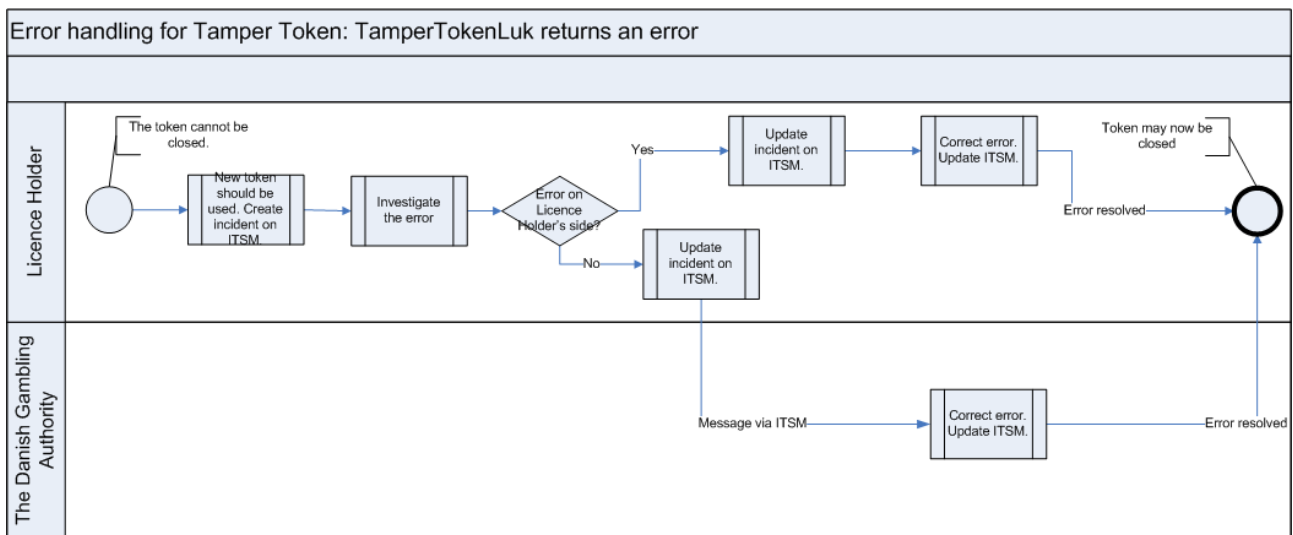 Error handling for Tamper Token: TamperTokenLuk returns an error
Licence Holder
The token cannot be
closed.
New token
should be
used. Create
incident on
ITSM.
Investigate
the error
Error on
Licence
Holder's side?
Yes
Update
incident on
ITSM.
Correct error.
Update ITSM.
Error resolved
Token may now be
closed
No
Update
incident on
ITSM.
The Danish Gambling
Authority
Message via ITSM
Correct error.
Update ITSM.
Error resolved